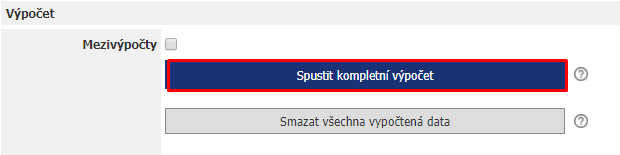 Výpočet
Mezivýpočty
Spustit kompletní výpočet
?
Smazat všechna vypočtená data
?